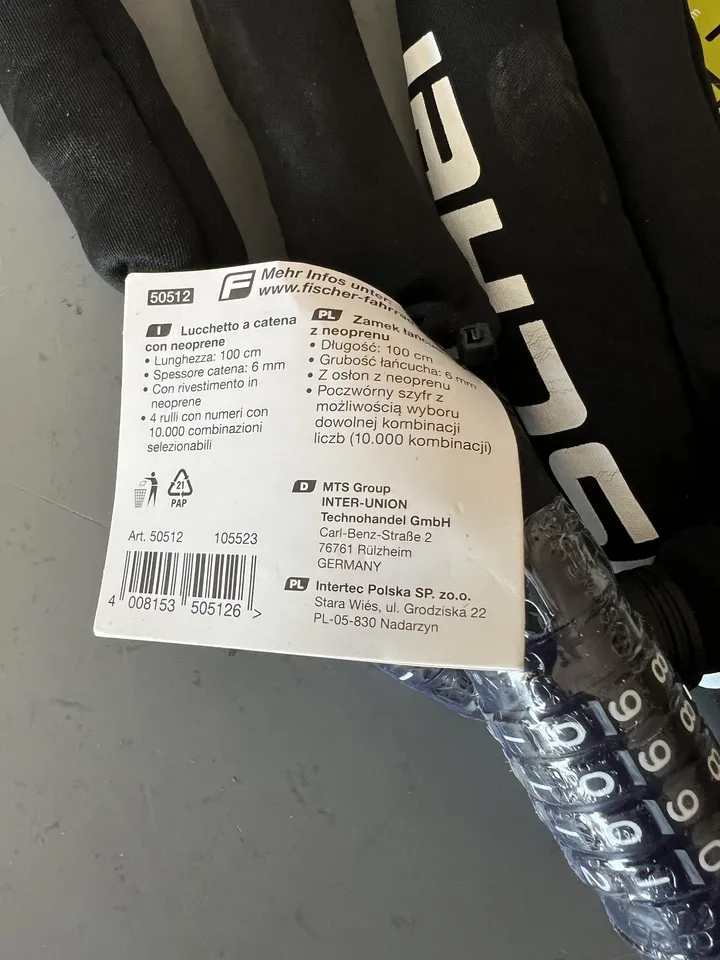 50512
Mehr Infos unter:
www.fischer-fahrra
I Lucchetto a catena
con neoprene
• Lunghezza: 100 cm
• Spessore catena: 6 mm
• Con rivestimento in
neoprene
• 4 rulli con numeri con
10.000 combinazioni
selezionabili
PL Zamek łańcu
z neoprenu
• Długość: 100 cm
• Grubość łańcucha: 6 mm
• Z osłon z neoprenu
• Poczwórny szyfr z
możliwością wyboru
dowolnej kombinacji
liczb (10.000 kombinacji)
21
PAP
Art. 50512 105523
4 008153 505126 >
D MTS Group
INTER-UNION
Technohandel GmbH
Carl-Benz-Straße 2
76761 Rülzheim
GERMANY
PL Intertec Polska SP. zo.o.
Stara Wiés, ul. Grodziska 22
PL-05-830 Nadarzyn